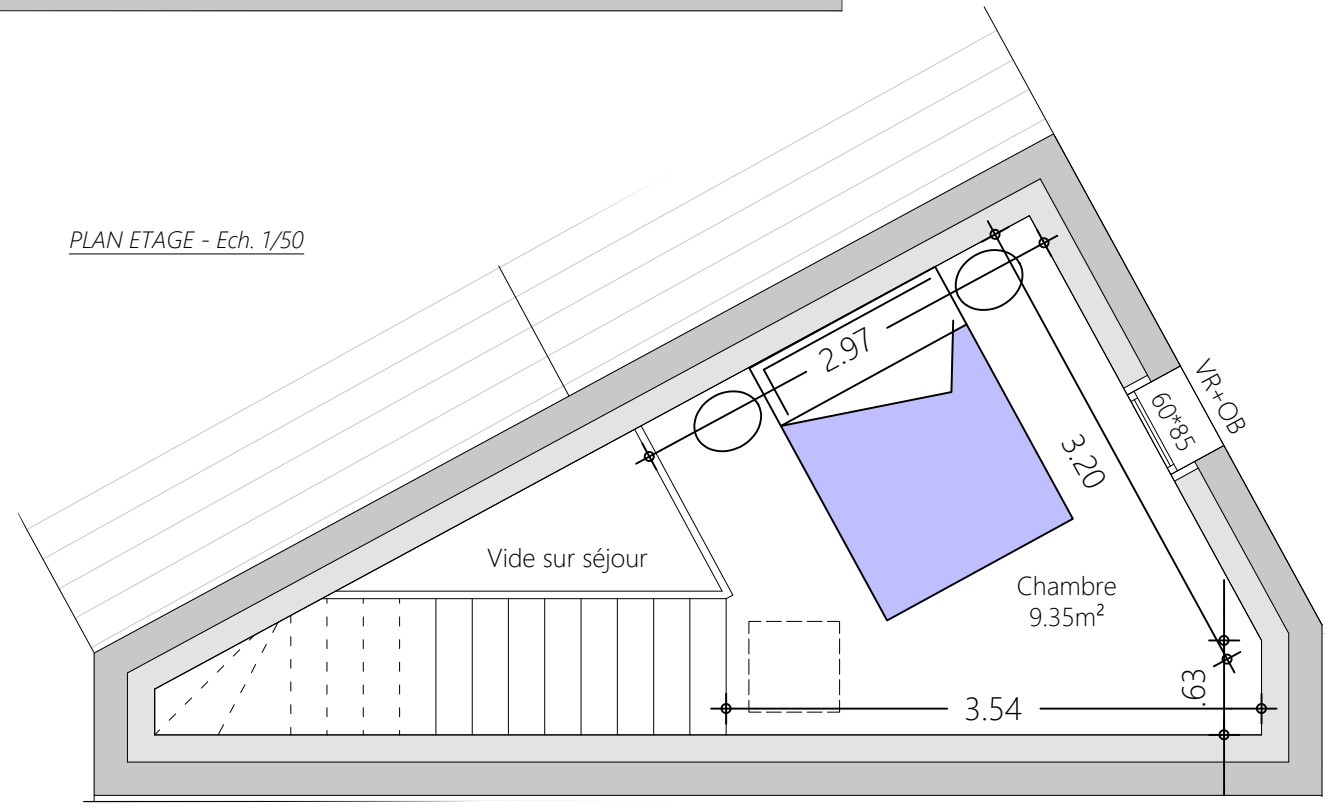 PLAN ETAGE - Ech. 1/50
2.97
VR+OB
60*85
3.20
Vide sur séjour
Chambre
9.35m²
.63
3.54